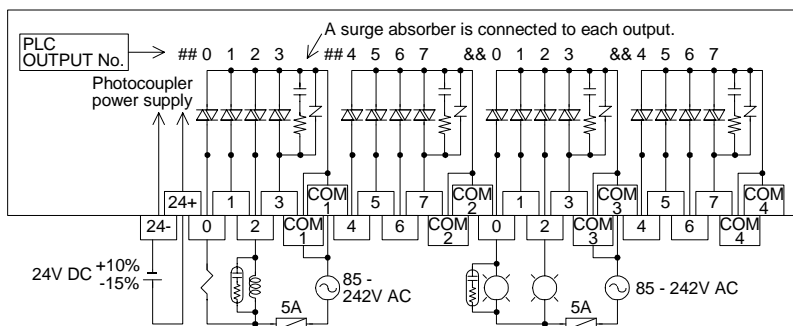 A surge absorber is connected to each output.
PLC
OUTPUT No.
## 0 1 2 3 ## 4 5 6 7 && 0 1 2 3 && 4 5 6 7
Photocoupler
power supply
24+ 1 3 COM 1 5 7 COM 2 1 3 COM 3 5 7 COM 4
24- 0 2 COM 1 4 6 COM 2 0 2 COM 3 4 6 COM 4
24V DC +10%
-15%
85 -
242V AC
85 - 242V AC
5A 5A